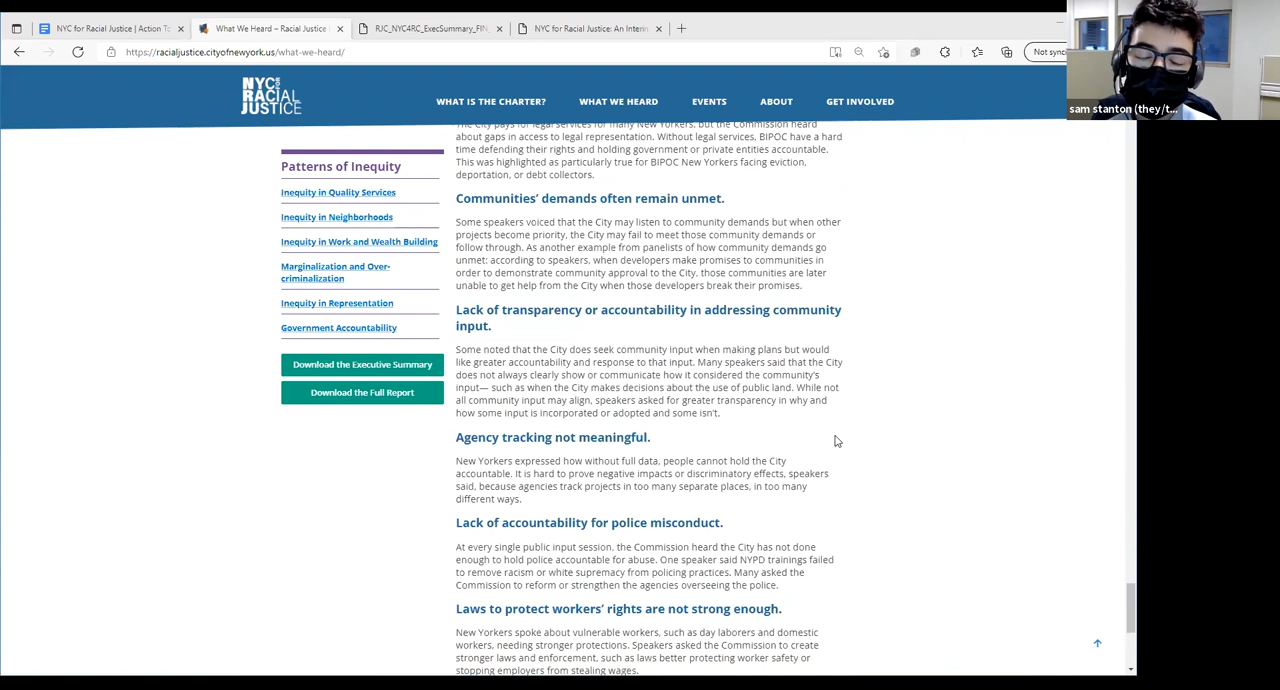 NYC for Racial Justice | Action To
What We Heard – Racial Justice
RJC_NYC4RC_ExecSummary_FIN
NYC for Racial Justice: An Interim
https://racialjustice.cityofnewyork.us/what-we-heard/
Not sync
sam stanton (they/t...
NYC
FOR
RACIAL
JUSTICE
WHAT IS THE CHARTER?
WHAT WE HEARD
EVENTS
ABOUT
GET INVOLVED
Patterns of Inequity
Inequity in Quality Services
Inequity in Neighborhoods
Inequity in Work and Wealth Building
Marginalization and Over-
criminalization
Inequity in Representation
Government Accountability
Download the Executive Summary
Download the Full Report
The City pays for legal services for many New Yorkers, but the Commission heard
about gaps in access to legal representation. Without legal services, BIPOC have a hard
time defending their rights and holding government or private entities accountable.
This was highlighted as particularly true for BIPOC New Yorkers facing eviction,
deportation, or debt collectors.
Communities’ demands often remain unmet.
Some speakers voiced that the City may listen to community demands but when other
projects become priority, the City may fail to meet those community demands or
follow through. As another example from panelists of how community demands go
unmet: according to speakers, when developers make promises to communities in
order to demonstrate community approval to the City, those communities are later
unable to get help from the City when those developers break their promises.
Lack of transparency or accountability in addressing community
input.
Some noted that the City does seek community input when making plans but would
like greater accountability and response to that input. Many speakers said that the City
does not always clearly show or communicate how it considered the community’s
input— such as when the City makes decisions about the use of public land. While not
all community input may align, speakers asked for greater transparency in why and
how some input is incorporated or adopted and some isn’t.
Agency tracking not meaningful.
New Yorkers expressed how without full data, people cannot hold the City
accountable. It is hard to prove negative impacts or discriminatory effects, speakers
said, because agencies track projects in too many separate places, in too many
different ways.
Lack of accountability for police misconduct.
At every single public input session, the Commission heard the City has not done
enough to hold police accountable for abuse. One speaker said NYPD trainings failed
to remove racism or white supremacy from policing practices. Many asked the
Commission to reform or strengthen the agencies overseeing the police.
Laws to protect workers’ rights are not strong enough.
New Yorkers spoke about vulnerable workers, such as day laborers and domestic
workers, needing stronger protections. Speakers asked the Commission to create
stronger laws and enforcement, such as laws better protecting worker safety or
stopping employers from stealing wages.